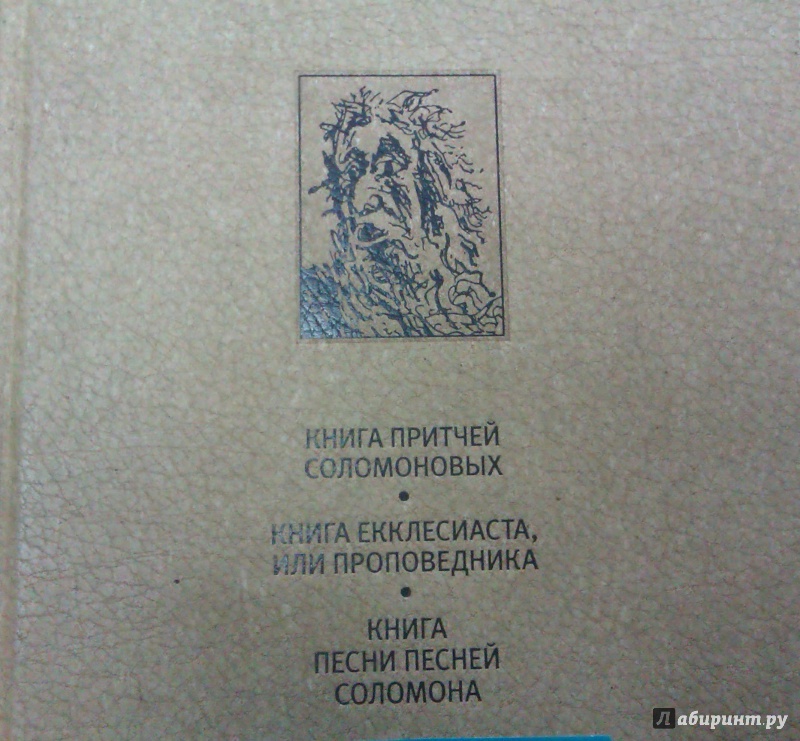 КНИГА ПРИТЧЕЙ
СОЛОМОНОВЫХ
•
КНИГА ЕККЛЕСИАСТА,
ИЛИ ПРОПОВЕДНИКА
•
КНИГА
ПЕСНИ ПЕСНЕЙ
СОЛОМОНА
Лабиринт.ру